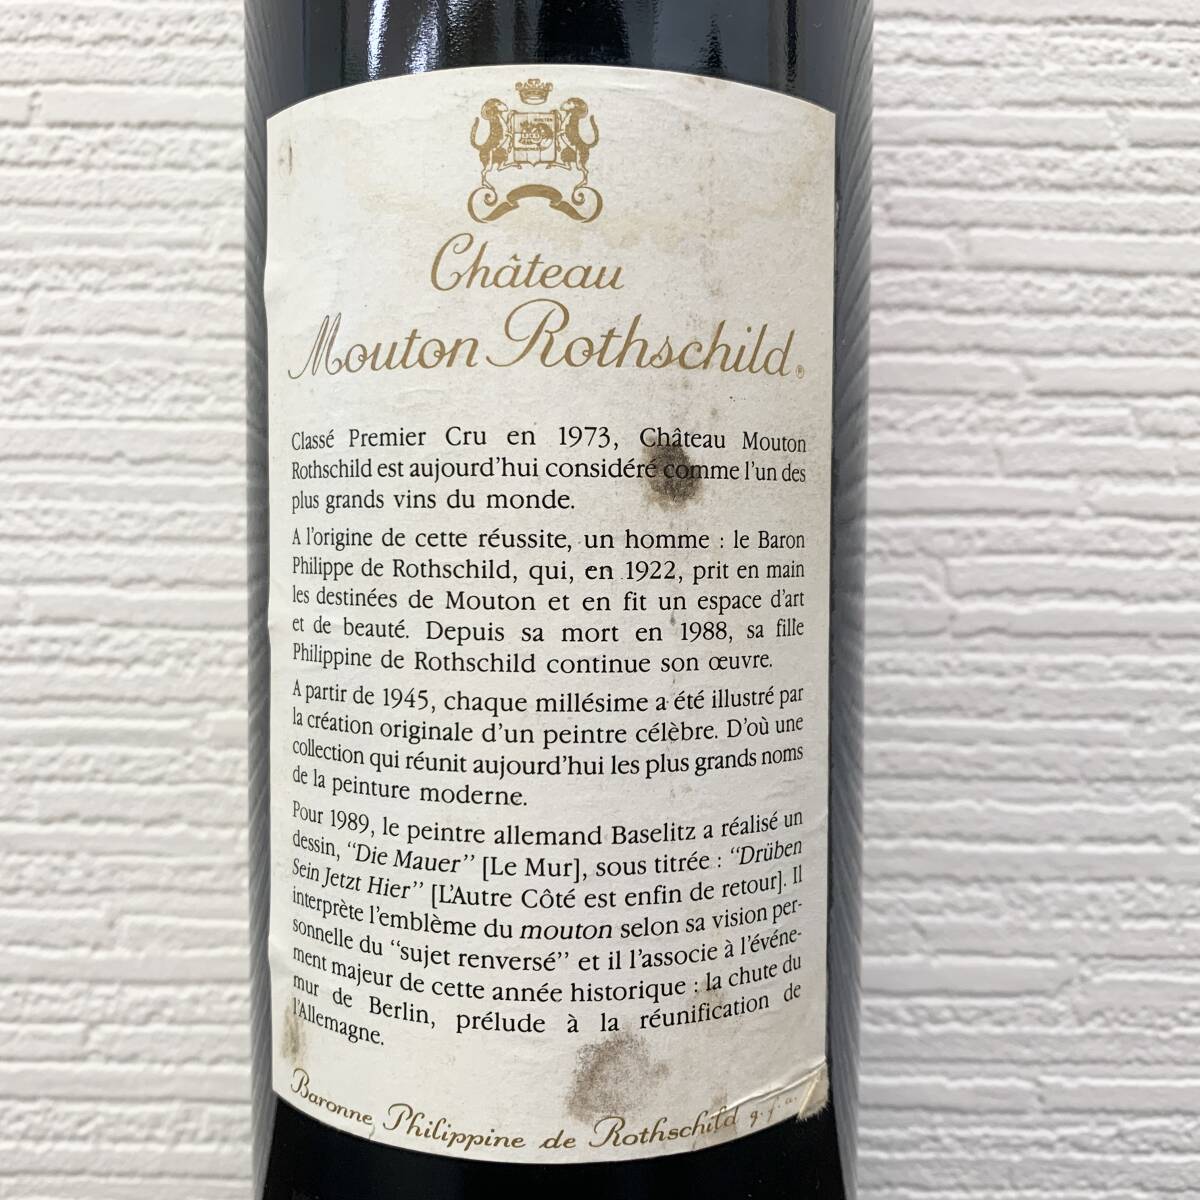 MOUTON
ROTHSCHILD
Château
Mouton Rothschild®
Classé Premier Cru en 1973, Château Mouton
Rothschild est aujourd'hui considéré comme l'un des
plus grands vins du monde.
A l'origine de cette réussite, un homme : le Baron
Philippe de Rothschild, qui, en 1922, prit en main
les destinées de Mouton et en fit un espace d'art
et de beauté. Depuis sa mort en 1988, sa fille
Philippine de Rothschild continue son œuvre.
A partir de 1945, chaque millésime a été illustré par
la création originale d'un peintre célèbre. D'où une
collection qui réunit aujourd'hui les plus grands noms
de la peinture moderne.
Pour 1989, le peintre allemand Baselitz a réalisé un
dessin, "Die Mauer" [Le Mur], sous titrée : "Drüben
Sein Jetzt Hier" [L'Autre Côté est enfin de retour]. Il
interprète l'emblème du mouton selon sa vision per-
sonnelle du "sujet renversé" et il l'associe à l'événe-
ment majeur de cette année historique : la chute du
mur de Berlin, prélude à la réunification de
l'Allemagne.
Baronne Philippine de Rothschild g.f.a.